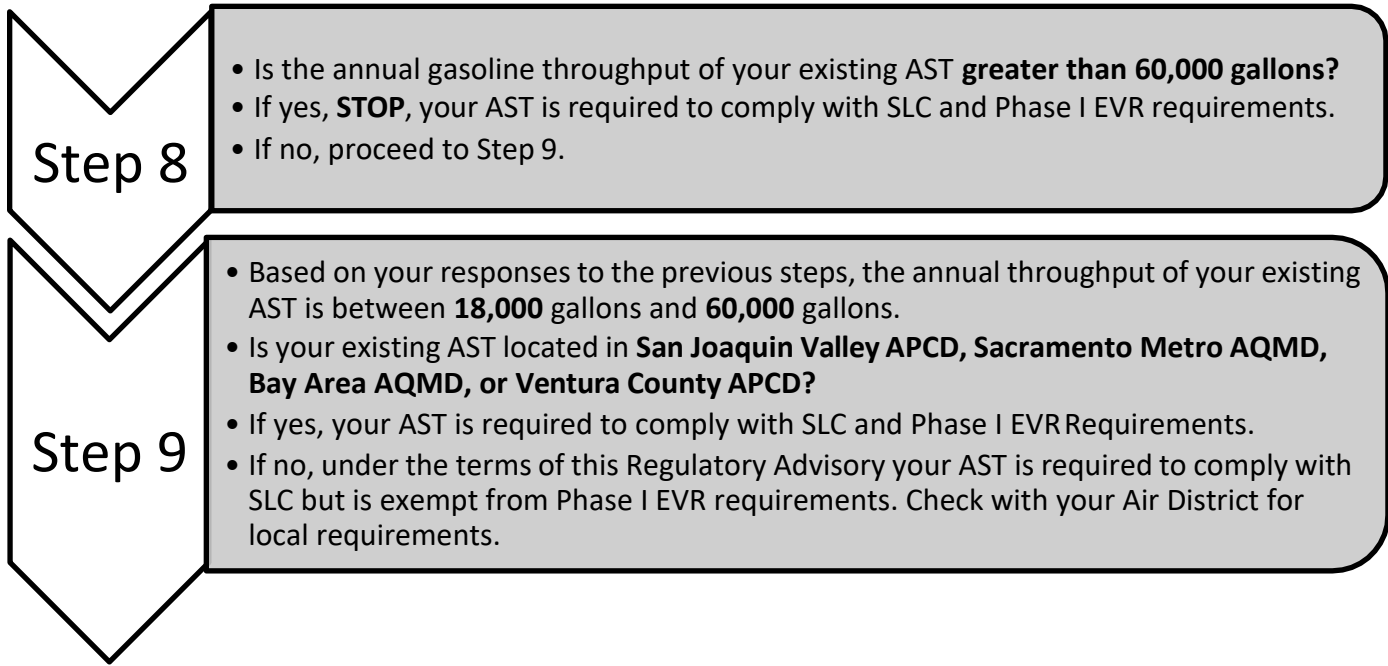 Step 8
• Is the annual gasoline throughput of your existing AST greater than 60,000 gallons?
• If yes, STOP, your AST is required to comply with SLC and Phase I EVR requirements.
• If no, proceed to Step 9.
Step 9
• Based on your responses to the previous steps, the annual throughput of your existing
AST is between 18,000 gallons and 60,000 gallons.
• Is your existing AST located in San Joaquin Valley APCD, Sacramento Metro AQMD,
Bay Area AQMD, or Ventura County APCD?
• If yes, your AST is required to comply with SLC and Phase I EVR Requirements.
• If no, under the terms of this Regulatory Advisory your AST is required to comply with
SLC but is exempt from Phase I EVR requirements. Check with your Air District for
local requirements.